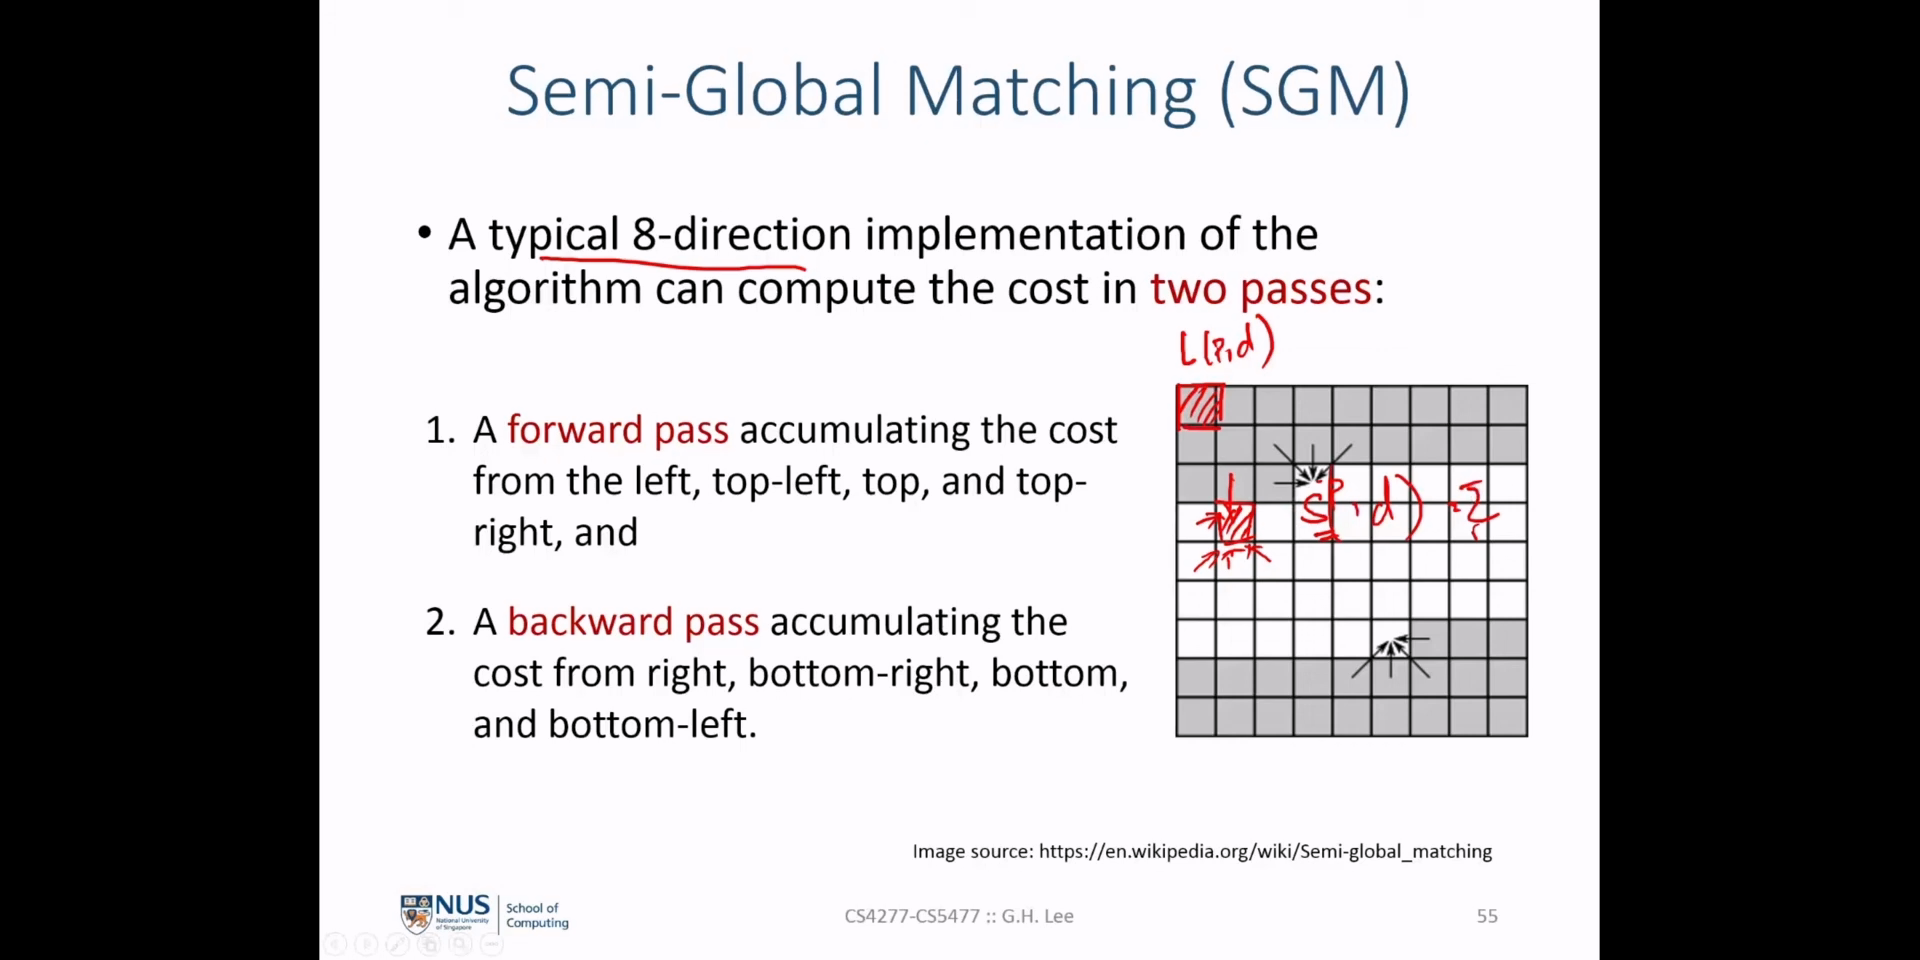 Semi-Global Matching (SGM)
• A typical 8-direction implementation of the
algorithm can compute the cost in two passes:
L(P,d)
1. A forward pass accumulating the cost
from the left, top-left, top, and top-
right, and
S(P,d) = Σ
2. A backward pass accumulating the
cost from right, bottom-right, bottom,
and bottom-left.
Image source: https://en.wikipedia.org/wiki/Semi-global_matching
NUS
National University
of Singapore
School of
Computing
CS4277-CS5477 :: G.H. Lee
55